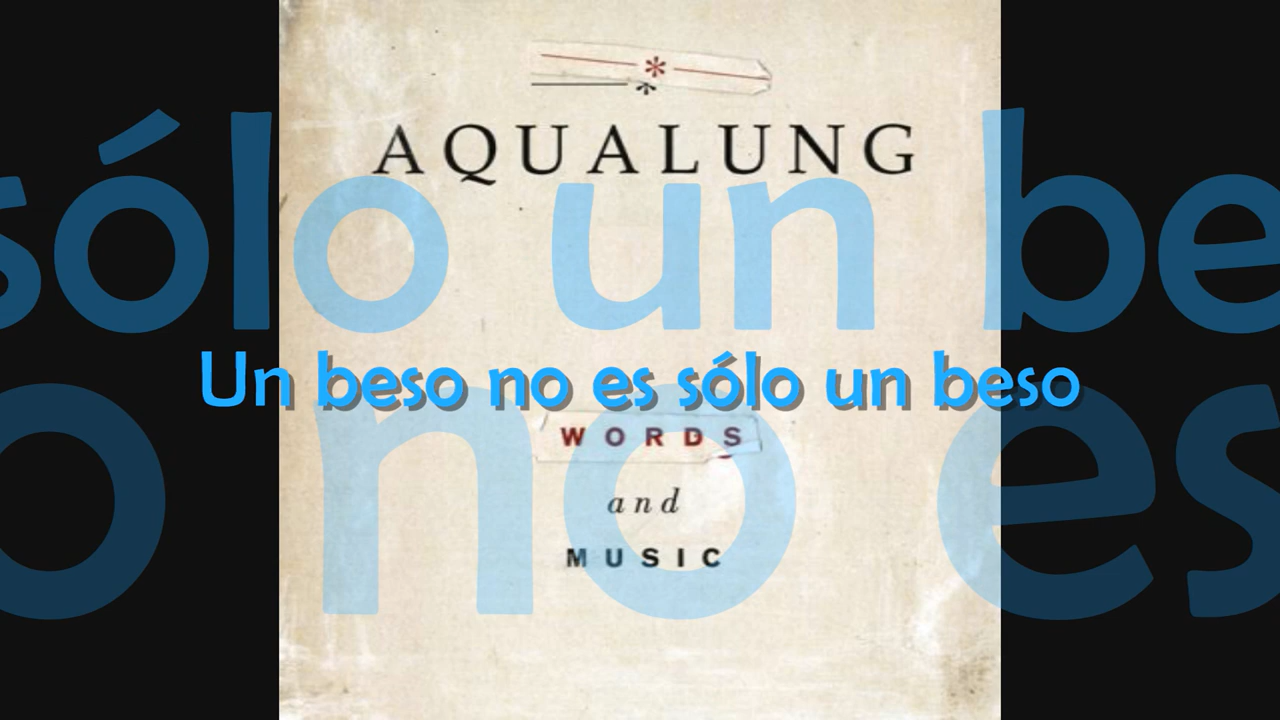 AQUALUNG
sólo un be
Un beso no es sólo un beso
WORDS
o no es
and
MUSIC